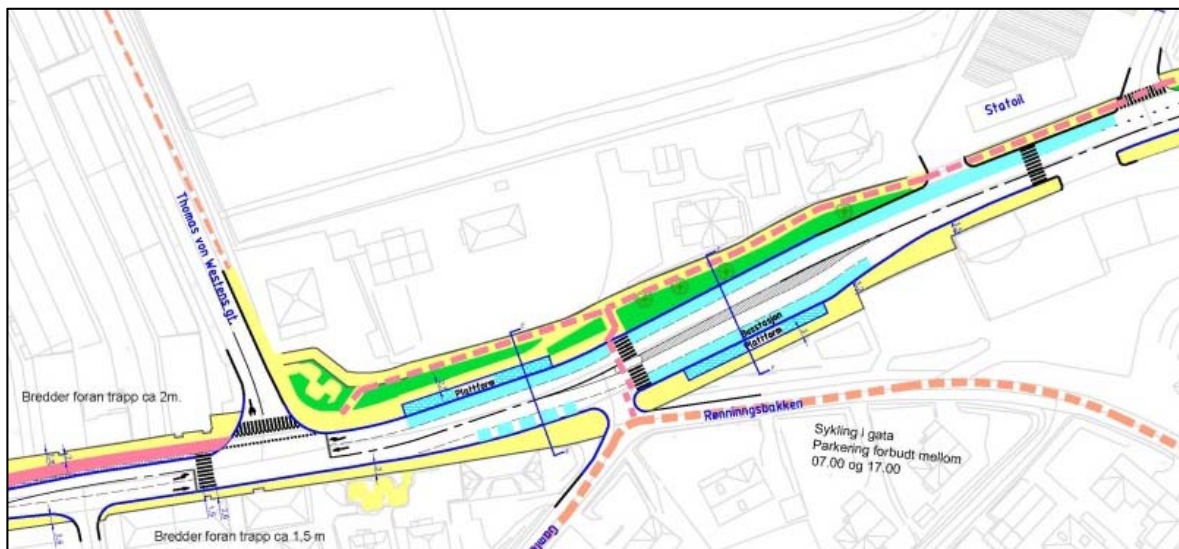 Statoil
Thomas von Westens gt.
Bredder foran trapp ca 2m.
Plattform
Busstasjon
Plattform
Rønningsbakken
Sykling i gata
Parkering forbudt mellom
07.00 og 17.00
Bredder foran trapp ca 1,5 m